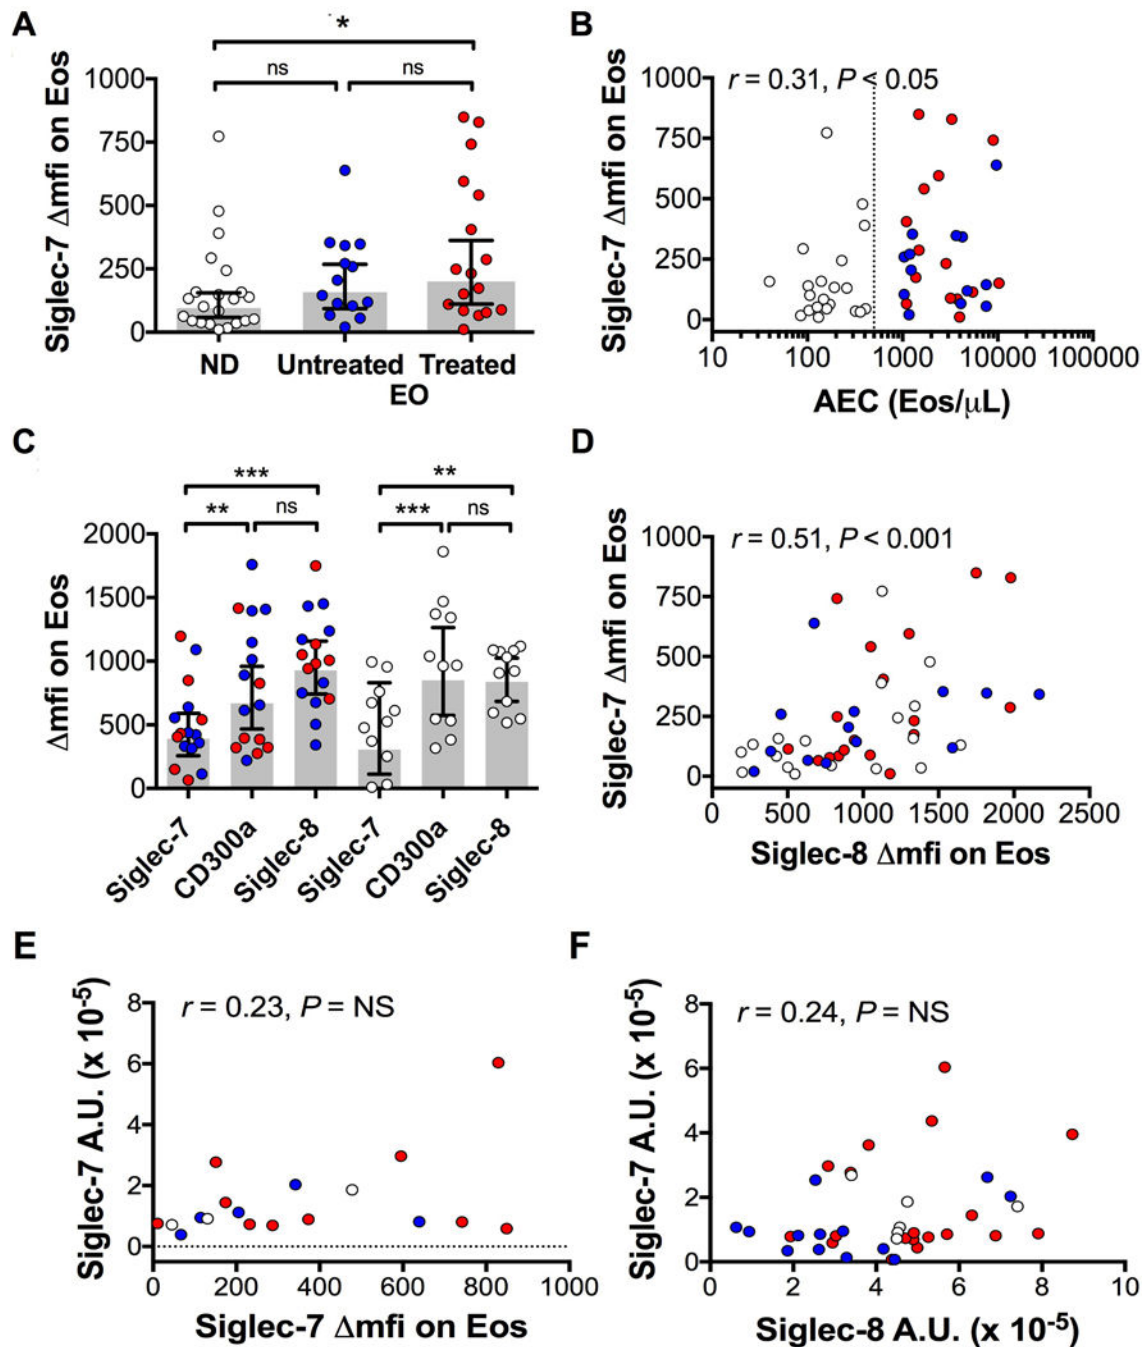 A
*
ns
ns
Siglec-7 Δmfi on Eos
1000
750
500
250
0
ND
Untreated
Treated
EO
B
r = 0.31, P < 0.05
Siglec-7 Δmfi on Eos
1000
750
500
250
0
10
100
1000
10000
100000
AEC (Eos/μL)
C
***
**
**
ns
***
ns
Δmfi on Eos
2000
1500
1000
500
0
Siglec-7
CD300a
Siglec-8
Siglec-7
CD300a
Siglec-8
D
r = 0.51, P < 0.001
Siglec-7 Δmfi on Eos
1000
750
500
250
0
0
500
1000
1500
2000
2500
Siglec-8 Δmfi on Eos
E
r = 0.23, P = NS
Siglec-7 A.U. (x 10-5)
8
6
4
2
0
0
200
400
600
800
1000
Siglec-7 Δmfi on Eos
F
r = 0.24, P = NS
Siglec-7 A.U. (x 10-5)
8
6
4
2
0
0
2
4
6
8
10
Siglec-8 A.U. (x 10-5)